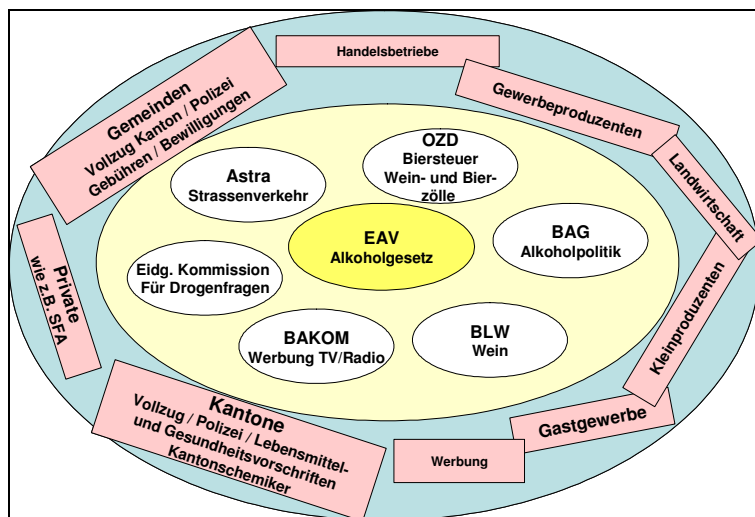 Handelsbetriebe
Gemeinden
Vollzug Kanton / Polizei
Gebühren / Bewilligungen
Gewerbeproduzenten
Landwirtschaft
OZD
Biersteuer
Wein- und Bier-
zölle
Astra
Strassenverkehr
EAV
Alkoholgesetz
BAG
Alkoholpolitik
Eidg. Kommission
Für Drogenfragen
BAKOM
Werbung TV/Radio
BLW
Wein
Private
wie z.B. SFA
Kleinproduzenten
Kantone
Vollzug / Polizei / Lebensmittel-
und Gesundheitsvorschriften
Kantonschemiker
Werbung
Gastgewerbe